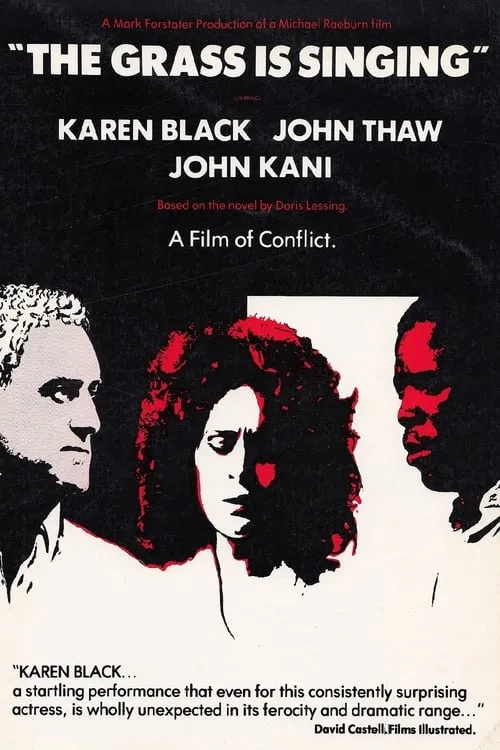 A Mark Forstater Production of a Michael Raeburn film
"THE GRASS IS SINGING"
STARRING
KAREN BLACK JOHN THAW
JOHN KANI
Based on the novel by Doris Lessing.
A Film of Conflict.
"KAREN BLACK...
a startling performance that even for this consistently surprising
actress, is wholly unexpected in its ferocity and dramatic range..."
David Castell, Films Illustrated.